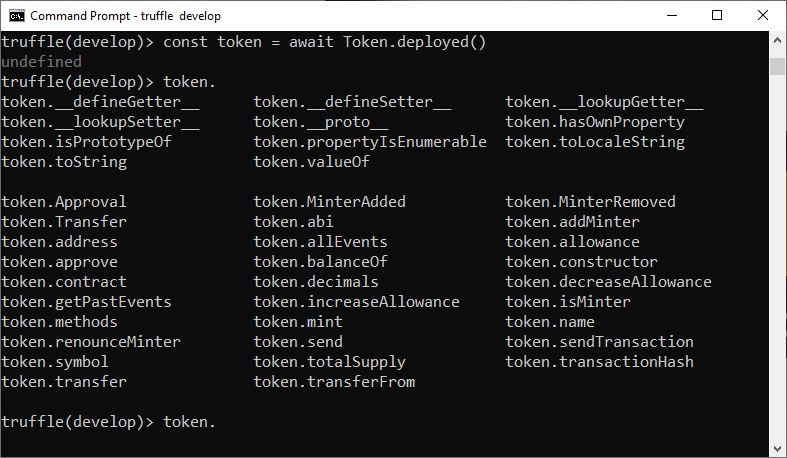 Command Prompt - truffle develop
truffle(develop)> const token = await Token.deployed()
undefined
truffle(develop)> token.
token.__defineGetter__ token.__defineSetter__ token.__lookupGetter__
token.__lookupSetter__ token.__proto__ token.hasOwnProperty
token.isPrototypeOf token.propertyIsEnumerable token.toLocaleString
token.toString token.valueOf
token.Approval token.MinterAdded token.MinterRemoved
token.Transfer token.abi token.addMinter
token.address token.allEvents token.allowance
token.approve token.balanceOf token.constructor
token.contract token.decimals token.decreaseAllowance
token.getPastEvents token.increaseAllowance token.isMinter
token.methods token.mint token.name
token.renounceMinter token.send token.sendTransaction
token.symbol token.totalSupply token.transactionHash
token.transfer token.transferFrom
truffle(develop)> token.